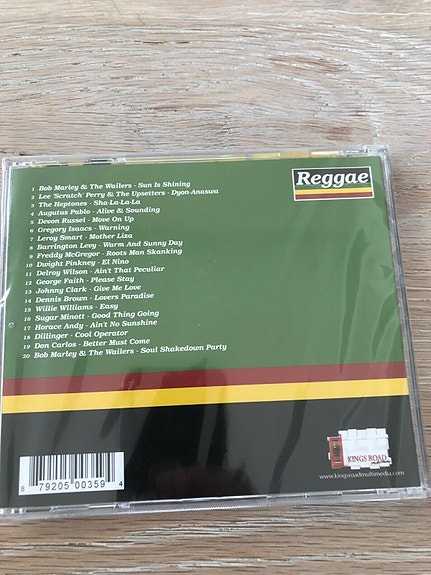 Reggae
1 Bob Marley & The Wailers - Sun Is Shining
2 Lee 'Scratch' Perry & The Upsetters - Dyon-Anaswa
3 The Heptones - Sha-La-La-La
4 Augutus Pablo - Alive & Sounding
5 Devon Russel - Move On Up
6 Gregory Isaacs - Warning
7 Leroy Smart - Mother Liza
8 Barrington Levy - Warm And Sunny Day
9 Freddy McGregor - Roots Man Skanking
10 Dwight Pinkney - El Nino
11 Delroy Wilson - Ain't That Peculiar
12 George Faith - Please Stay
13 Johnny Clark - Give Me Love
14 Dennis Brown - Lovers Paradise
15 Willie Williams - Easy
16 Sugar Minott - Good Thing Going
17 Horace Andy - Ain't No Sunshine
18 Dillinger - Cool Operator
19 Don Carlos - Better Must Come
20 Bob Marley & The Wailers - Soul Shakedown Party
KINGS ROAD
www.kingsroadmultimedia.com
8 79205 00359 4